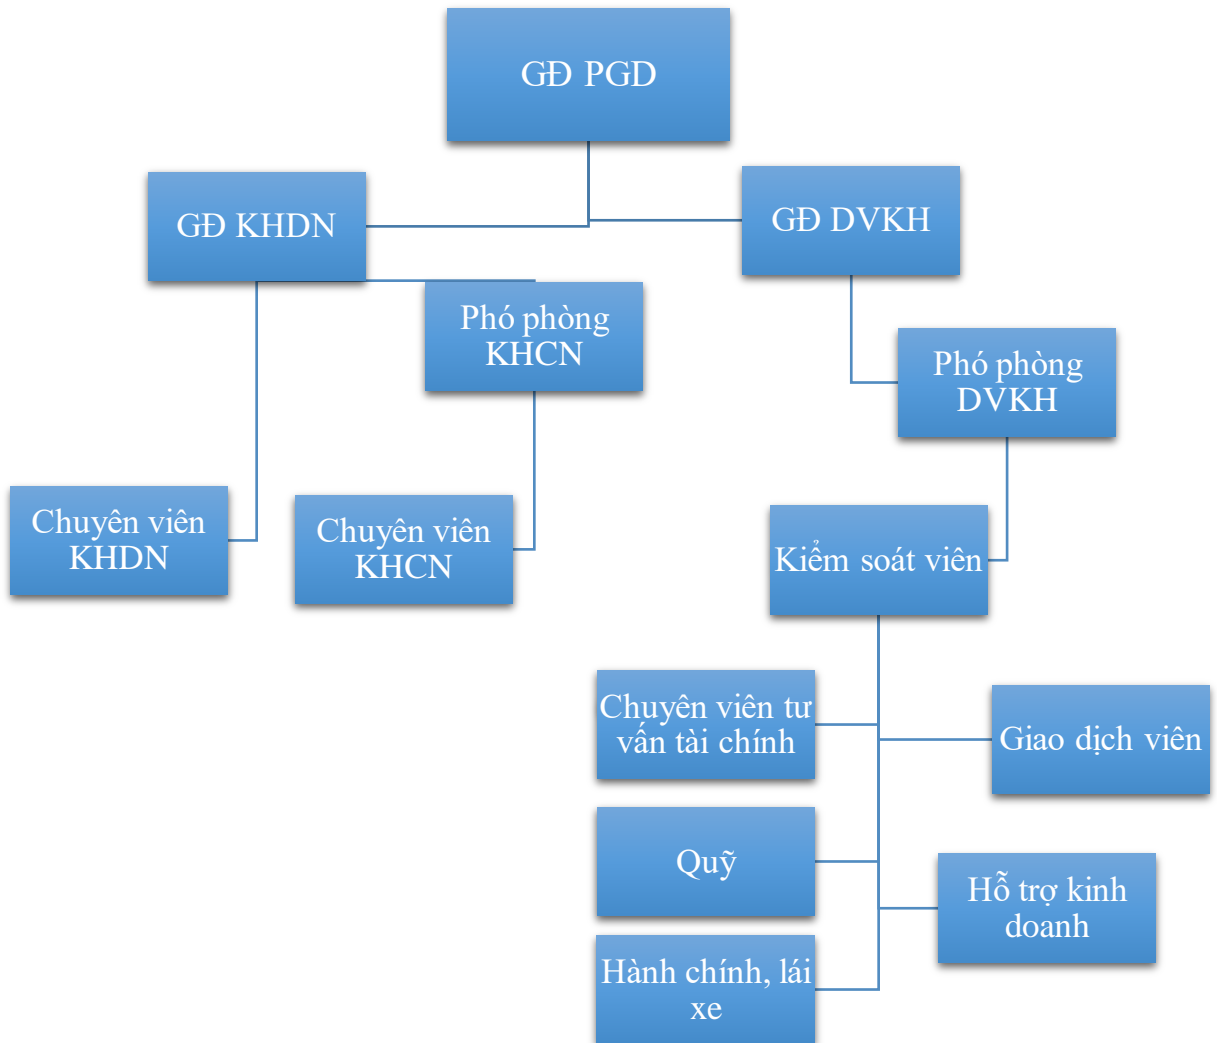 GĐ PGD
GĐ KHDN
GĐ DVKH
Phó phòng
KHCN
Phó phòng
DVKH
Chuyên viên
KHDN
Chuyên viên
KHCN
Kiểm soát viên
Chuyên viên tư
vấn tài chính
Giao dịch viên
Quỹ
Hỗ trợ kinh
doanh
Hành chính, lái
xe